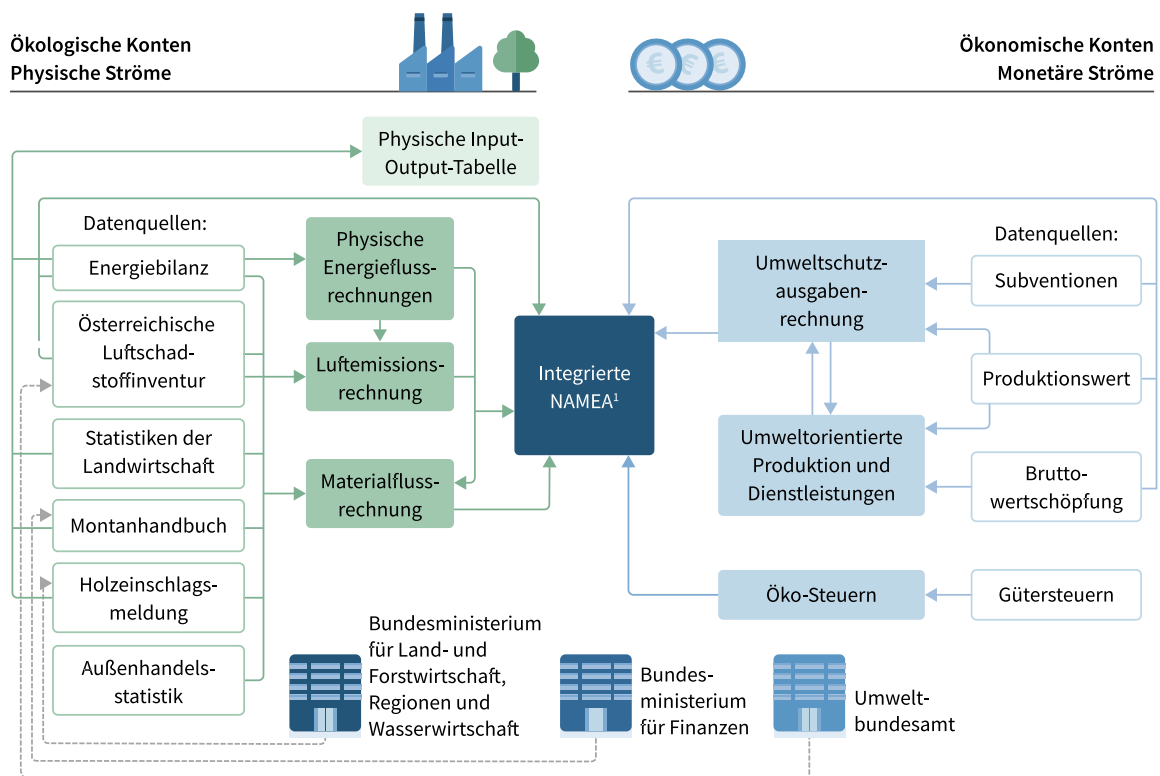 Ökologische Konten
Physische Ströme
Ökonomische Konten
Monetäre Ströme
Physische Input-
Output-Tabelle
Datenquellen:
Energiebilanz
Österreichische
Luftschad-
stoffinventur
Statistiken der
Landwirtschaft
Montanhandbuch
Holzeinschlags-
meldung
Außenhandels-
statistik
Physische
Energiefluss-
rechnungen
Luftemissions-
rechnung
Materialfluss-
rechnung
Integrierte
NAMEA¹
Umweltschutz-
ausgaben-
rechnung
Umweltorientierte
Produktion und
Dienstleistungen
Öko-Steuern
Datenquellen:
Subventionen
Produktionswert
Brutto-
wertschöpfung
Gütersteuern
Bundesministerium
für Land- und
Forstwirtschaft,
Regionen und
Wasserwirtschaft
Bundes-
ministerium
für Finanzen
Umwelt-
bundesamt